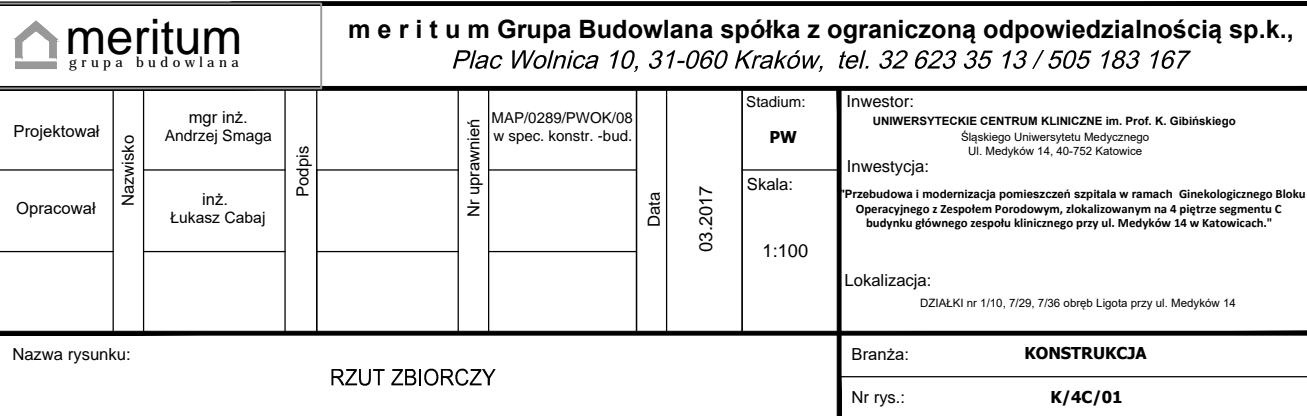 meritum
grupa budowlana
m e r i t u m Grupa Budowlana spółka z ograniczoną odpowiedzialnością sp.k.,
Plac Wolnica 10, 31-060 Kraków, tel. 32 623 35 13 / 505 183 167
Projektował
Nazwisko
mgr inż.
Andrzej Smaga
Podpis
Nr uprawnień
MAP/0289/PWOK/08
w spec. konstr. -bud.
Data
03.2017
Opracował
inż.
Łukasz Cabaj
Stadium:
PW
Skala:
1:100
Inwestor:
UNIWERSYTECKIE CENTRUM KLINICZNE im. Prof. K. Gibińskiego
Śląskiego Uniwersytetu Medycznego
Ul. Medyków 14, 40-752 Katowice
Inwestycja:
"Przebudowa i modernizacja pomieszczeń szpitala w ramach Ginekologicznego Bloku
Operacyjnego z Zespołem Porodowym, zlokalizowanym na 4 piętrze segmentu C
budynku głównego zespołu klinicznego przy ul. Medyków 14 w Katowicach."
Lokalizacja:
DZIAŁKI nr 1/10, 7/29, 7/36 obręb Ligota przy ul. Medyków 14
Nazwa rysunku:
RZUT ZBIORCZY
Branża:
KONSTRUKCJA
Nr rys.:
K/4C/01